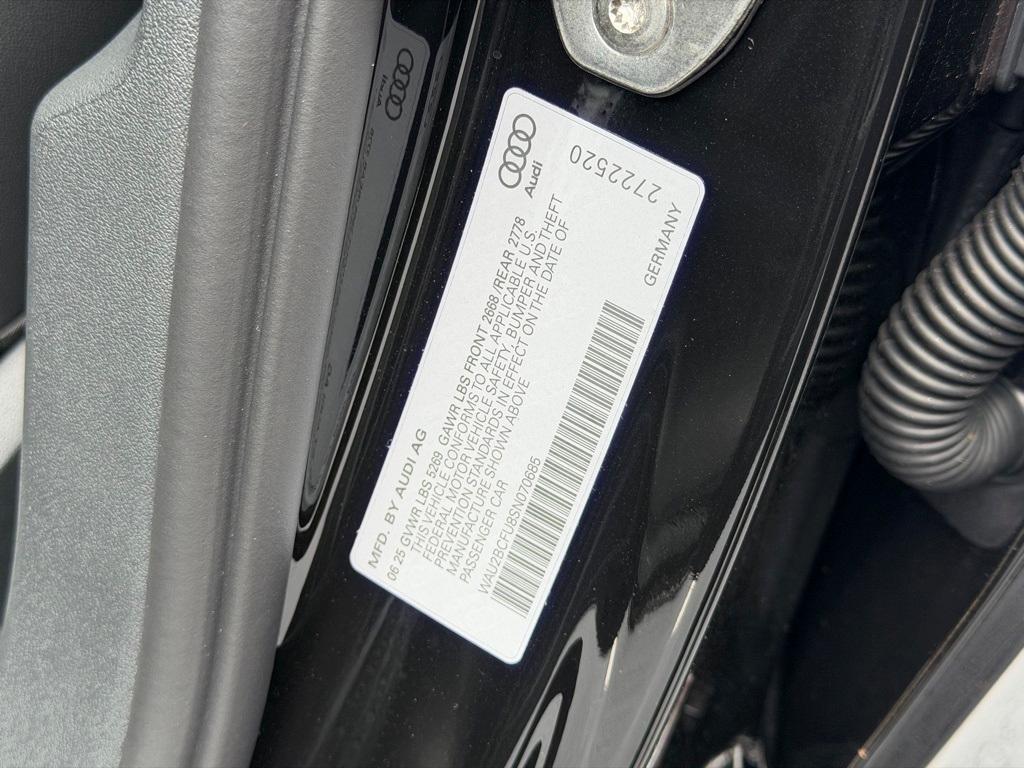 Audi
2722520
MFD. BY AUDI AG
06 25 GVWR LBS 5269 GAWR LBS FRONT 2668 /REAR 2778
THIS VEHICLE CONFORMS TO ALL APPLICABLE U.S.
FEDERAL MOTOR VEHICLE SAFETY, BUMPER AND THEFT
PREVENTION STANDARDS IN EFFECT ON THE DATE OF
MANUFACTURE SHOWN ABOVE
PASSENGER CAR
WAU2BCFU8SN070685
GERMANY